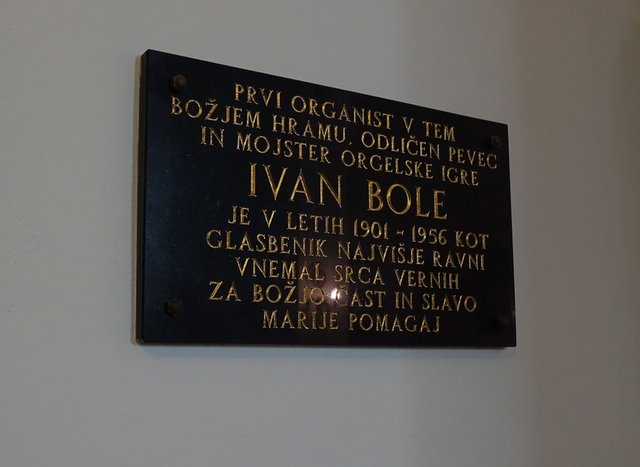 PRVI ORGANIST V TEM
BOŽJEM HRAMU, ODLIČEN PEVEC
IN MOJSTER ORGELSKE IGRE
IVAN BOLE
JE V LETIH 1901 - 1956 KOT
GLASBENIK NAJVIŠJE RAVNI
VNEMAL SRCA VERNIH
ZA BOŽJO ČAST IN SLAVO
MARIJE POMAGAJ